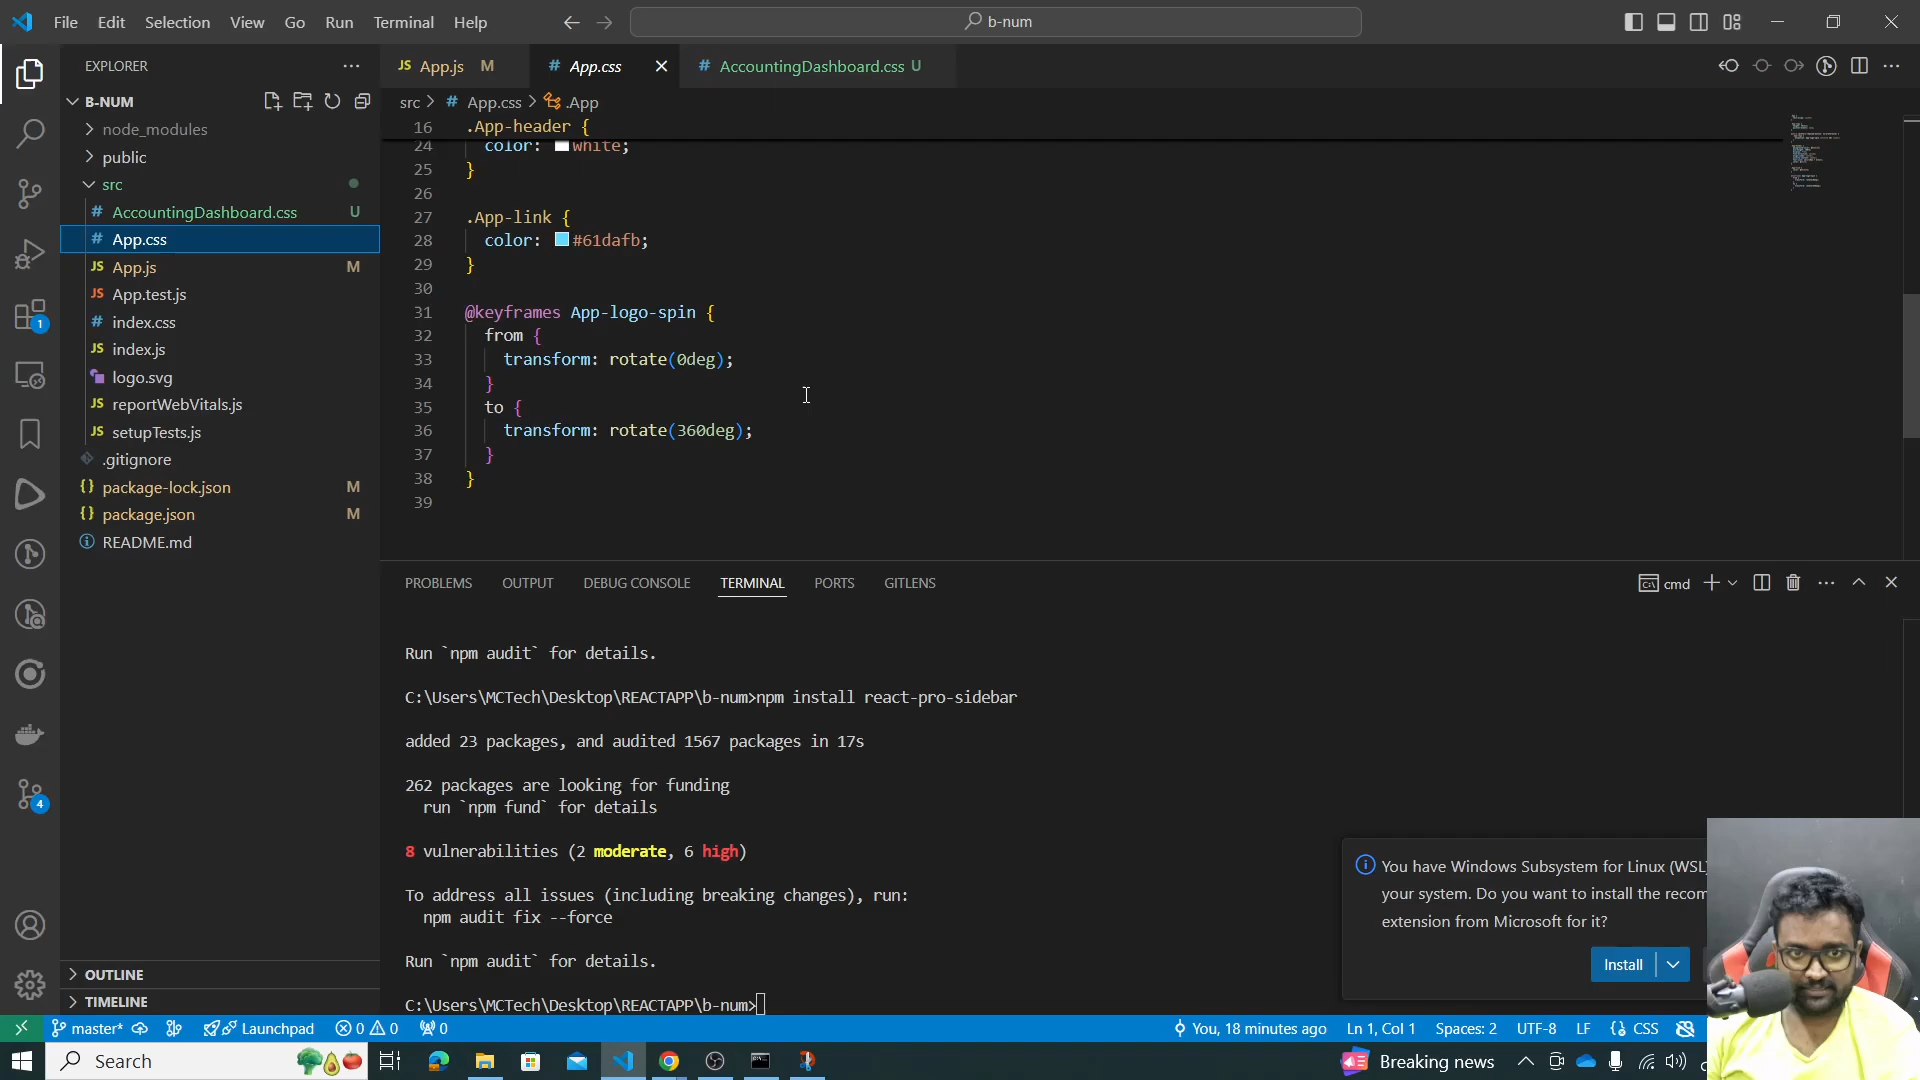 File Edit Selection View Go Run Terminal Help
b-num
EXPLORER
JS App.js M
# App.css
# AccountingDashboard.css U
B-NUM
src > # App.css > .App
node_modules
public
src
# AccountingDashboard.css U
# App.css
JS App.js M
JS App.test.js
# index.css
JS index.js
logo.svg
JS reportWebVitals.js
JS setupTests.js
.gitignore
{} package-lock.json M
{} package.json M
README.md
OUTLINE
TIMELINE
16 .App-header {
24 color: white;
25 }
26
27 .App-link {
28 color: #61dafb;
29 }
30
31 @keyframes App-logo-spin {
32 from {
33 transform: rotate(0deg);
34 }
35 to {
36 transform: rotate(360deg);
37 }
38 }
39
PROBLEMS OUTPUT DEBUG CONSOLE TERMINAL PORTS GITLENS
cmd
Run `npm audit` for details.
C:\Users\MCTech\Desktop\REACTAPP\b-num>npm install react-pro-sidebar
added 23 packages, and audited 1567 packages in 17s
262 packages are looking for funding
run `npm fund` for details
8 vulnerabilities (2 moderate, 6 high)
To address all issues (including breaking changes), run:
npm audit fix --force
Run `npm audit` for details.
C:\Users\MCTech\Desktop\REACTAPP\b-num>
You have Windows Subsystem for Linux (WSL)
your system. Do you want to install the recom
extension from Microsoft for it?
Install
1
4
master* Launchpad 0 0 0
You, 18 minutes ago Ln 1, Col 1 Spaces: 2 UTF-8 LF {} CSS
Search
Breaking news